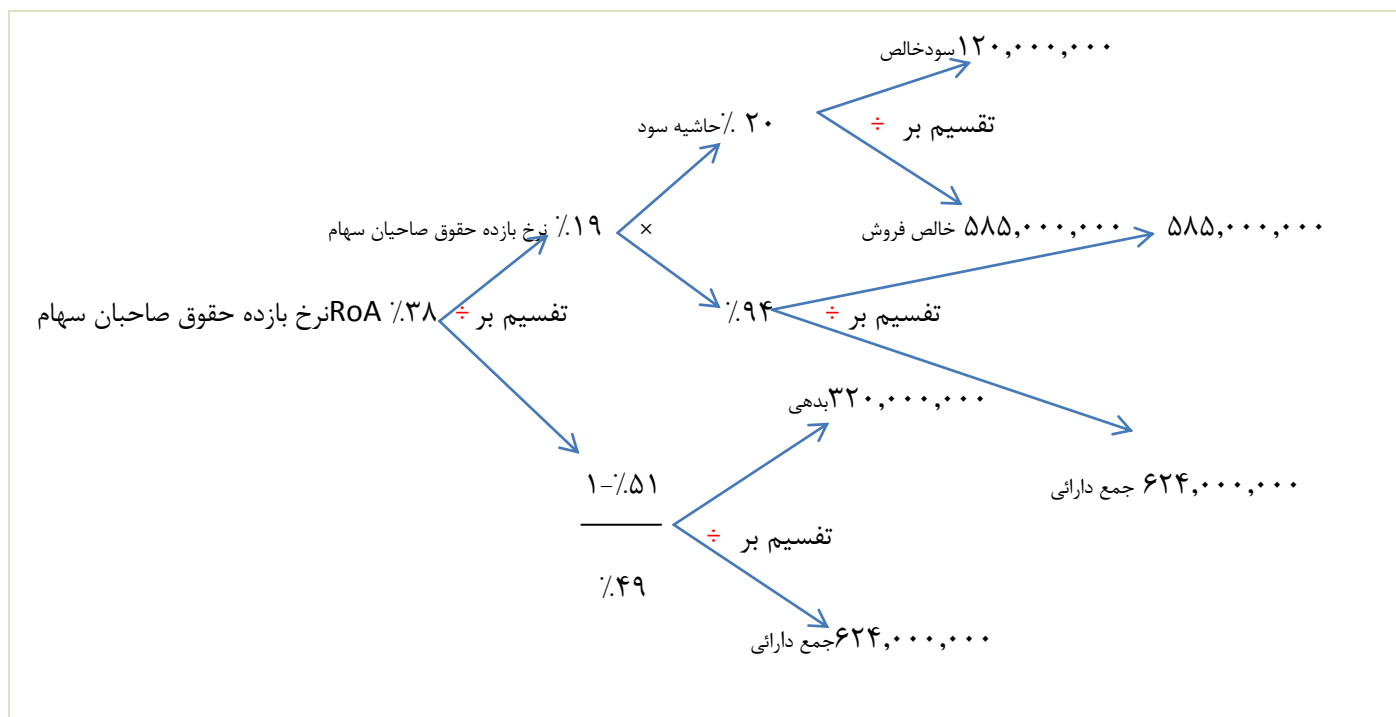 ۱۲۰,۰۰۰,۰۰۰سودخالص
۲۰ ٪حاشیه سود
تقسیم بر ÷
۱۹٪ نرخ بازده حقوق صاحیان سهام
×
۵۸۵,۰۰۰,۰۰۰ خالص فروش
۵۸۵,۰۰۰,۰۰۰
۳۸٪ RoAنرخ بازده حقوق صاحبان سهام
تفسیم بر ÷
۹۴٪
تفسیم بر ÷
۳۲۰,۰۰۰,۰۰۰بدهی
۱-٪۵۱
۶۲۴,۰۰۰,۰۰۰ جمع دارائی
تفسیم بر ÷
٪۴۹
۶۲۴,۰۰۰,۰۰۰جمع دارائی